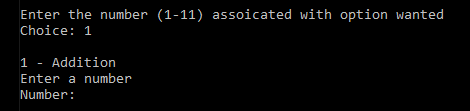 Enter the number (1-11) assoicated with option wanted
Choice: 1
1 - Addition
Enter a number
Number: